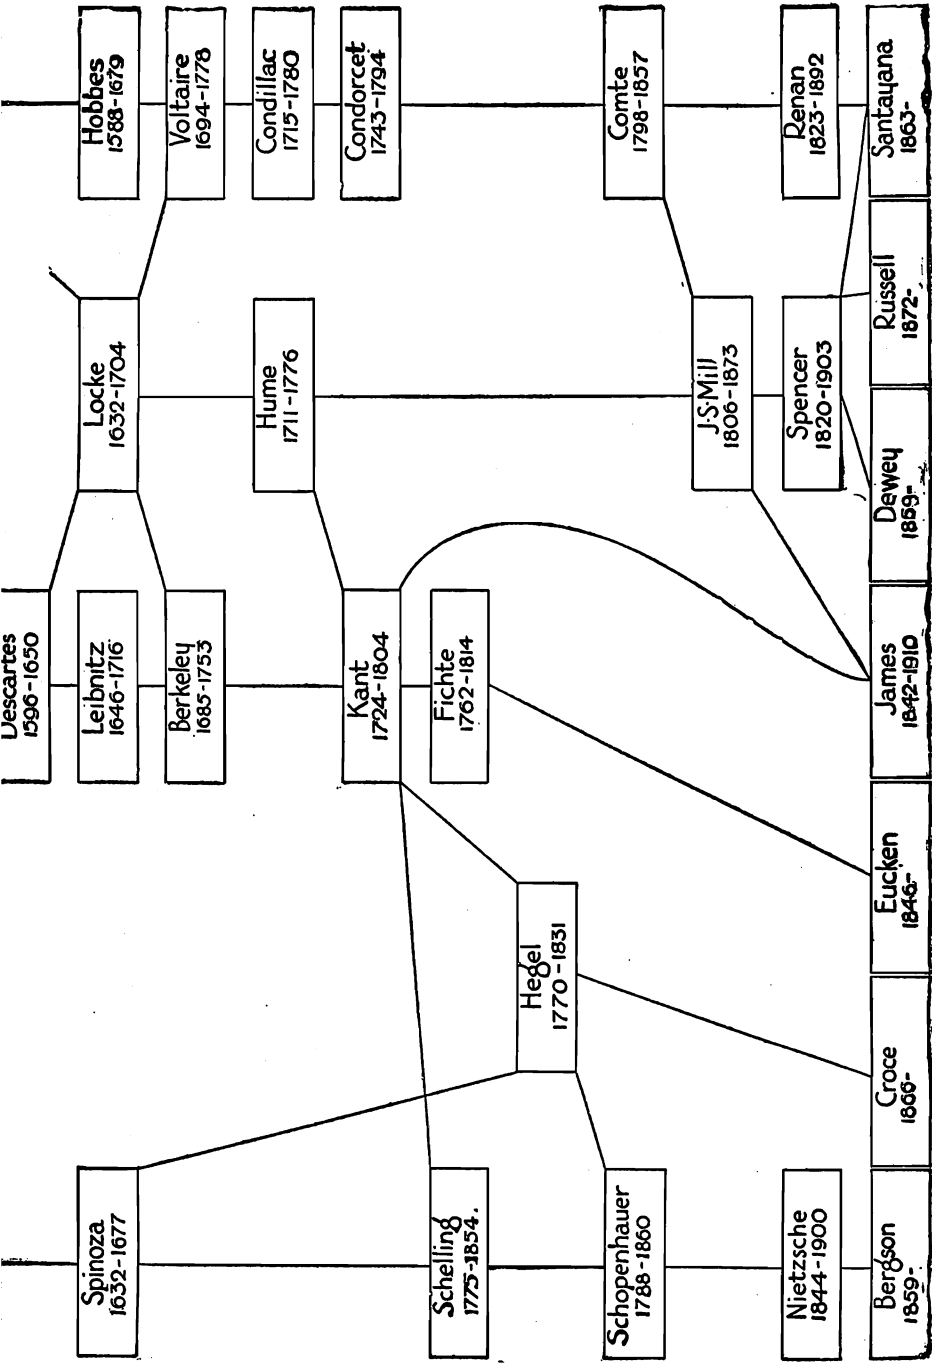 Descartes
1596-1650
Spinoza
1632-1677
Leibnitz
1646-1716
Locke
1632-1704
Hobbes
1588-1679
Berkeley
1685-1753
Voltaire
1694-1778
Hume
1711-1776
Condillac
1715-1780
Kant
1724-1804
Condorcet
1743-1794
Schelling
1775-1854.
Fichte
1762-1814
Hegel
1770-1831
Schopenhauer
1788-1860
Comte
1798-1857
J.S.Mill
1806-1873
Nietzsche
1844-1900
Spencer
1820-1903
Renan
1823-1892
Bergson
1859-
Croce
1866-
Eucken
1846-
James
1842-1910
Dewey
1859-
Russell
1872-
Santayana
1863-